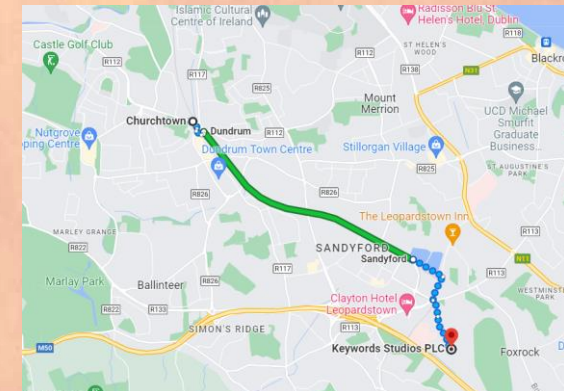 Islamic Cultural
Centre of Ireland
Radisson Blu St
Helen's Hotel, Dublin
R118
Castle Golf Club
R112
R117
R112
ST HELEN'S
WOOD
R138
N31
Blackro
R825
Mount
Merrion
UCD Michael
Smurfit
Graduate
Business...
Churchtown
Dundrum
R112
Nutgrove
ping Centre
Dundrum Town Centre
Stillorgan Village
R825
ST AUGUSTINE'S
PARK
R826
R826
R113
MARLEY GRANGE
R822
The Leopardstown Inn
SANDYFORD
Sandyford
N11
R113
Marlay Park
Ballinteer
R117
R822
R133
Clayton Hotel
Leopardstown
WESTMINST
PARK
SIMON'S RIDGE
R113
M50
Keywords Studios PLC
Foxrock
D